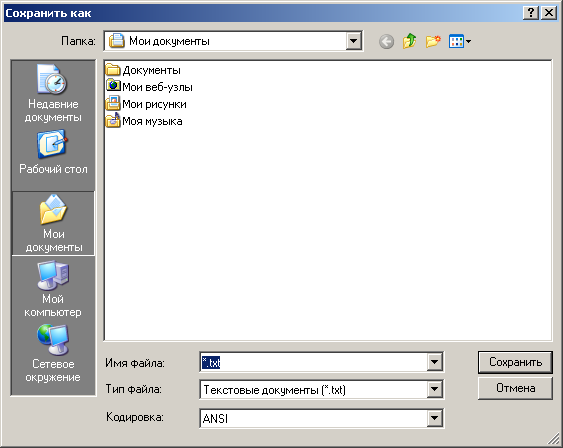 Сохранить как
Папка:
Мои документы
Недавние
документы
Рабочий стол
Мои
документы
Мой
компьютер
Сетевое
окружение
Документы
Мои веб-узлы
Мои рисунки
Моя музыка
Имя файла:
*.txt
Сохранить
Тип файла:
Текстовые документы (*.txt)
Отмена
Кодировка:
ANSI